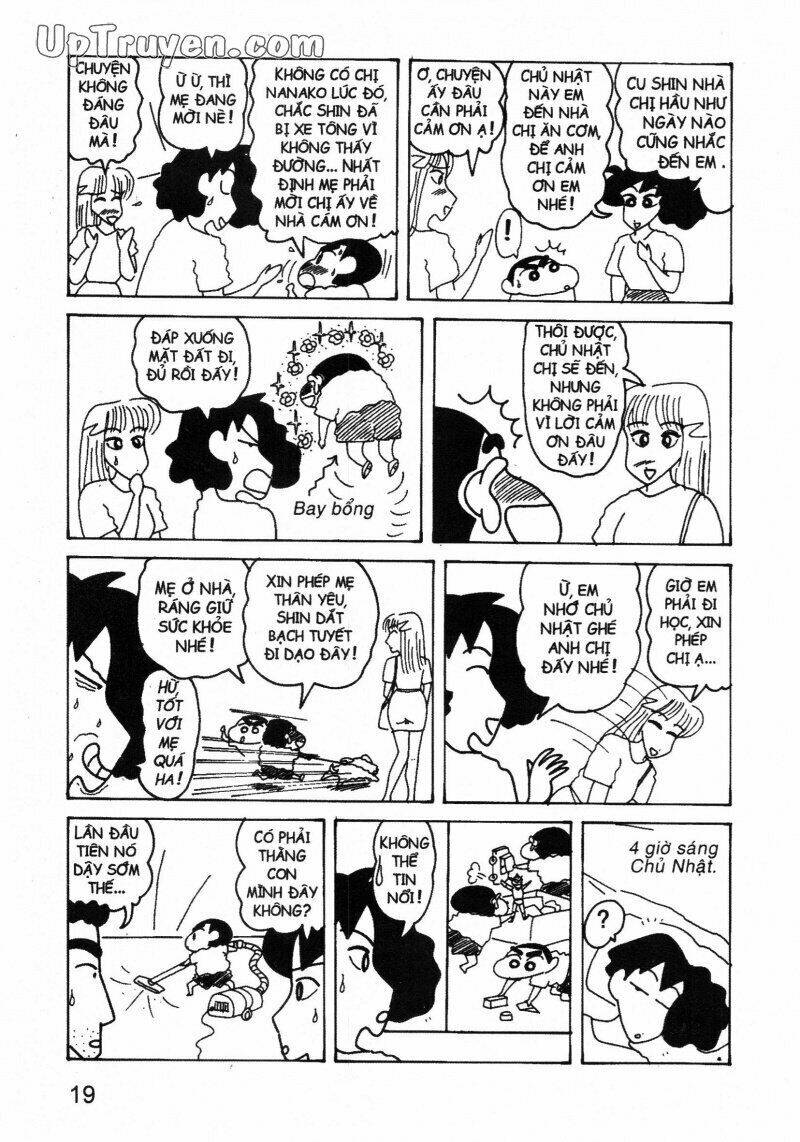 UpTruyen.com
CU SHIN NHÀ
CHỊ HẦU NHƯ
NGÀY NÀO
CŨNG NHẮC
ĐẾN EM.
CHỦ NHẬT
NÀY EM
ĐẾN NHÀ
CHỊ ĂN CƠM,
ĐỂ ANH
CHỊ CẢM
ƠN EM
NHÉ!
Ơ, CHUYỆN
ẤY ĐÂU
CẦN PHẢI
CẢM ƠN Ạ!
!
KHÔNG CÓ CHỊ
NANAKO LÚC ĐÓ,
CHẮC SHIN ĐÃ
BỊ XE TÔNG VÌ
KHÔNG THẤY
ĐƯỜNG... NHẤT
ĐỊNH MẸ PHẢI
MỜI CHỊ ẤY VỀ
NHÀ CÁM ƠN!
Ừ Ừ, THÌ
MẸ ĐANG
MỜI NÈ!
CHUYỆN
KHÔNG
ĐÁNG
ĐÂU
MÀ!
THÔI ĐƯỢC,
CHỦ NHẬT
CHỊ SẼ ĐẾN,
NHƯNG
KHÔNG PHẢI
VÌ LỜI CẢM
ƠN ĐÂU
ĐẤY!
ĐÁP XUỐNG
MẶT ĐẤT ĐI,
ĐỦ RỒI ĐẤY!
Bay bổng
GIỜ EM
PHẢI ĐI
HỌC, XIN
PHÉP
CHỊ Ạ...
Ừ, EM
NHỚ CHỦ
NHẬT GHÉ
ANH CHỊ
ĐẤY NHÉ!
XIN PHÉP MẸ
THÂN YÊU,
SHIN DẮT
BẠCH TUYẾT
ĐI DẠO ĐÂY!
MẸ Ở NHÀ,
RÁNG GIỮ
SỨC KHỎE
NHÉ!
HỪ,
TỐT
VỚI
MẸ
QUÁ
HA!
4 giờ sáng
Chủ Nhật.
?
KHÔNG
THỂ
TIN
NỔI!
CÓ PHẢI
THẰNG
CON
MÌNH ĐÂY
KHÔNG?
LẦN ĐẦU
TIÊN NÓ
DẬY SỚM
THẾ...
19